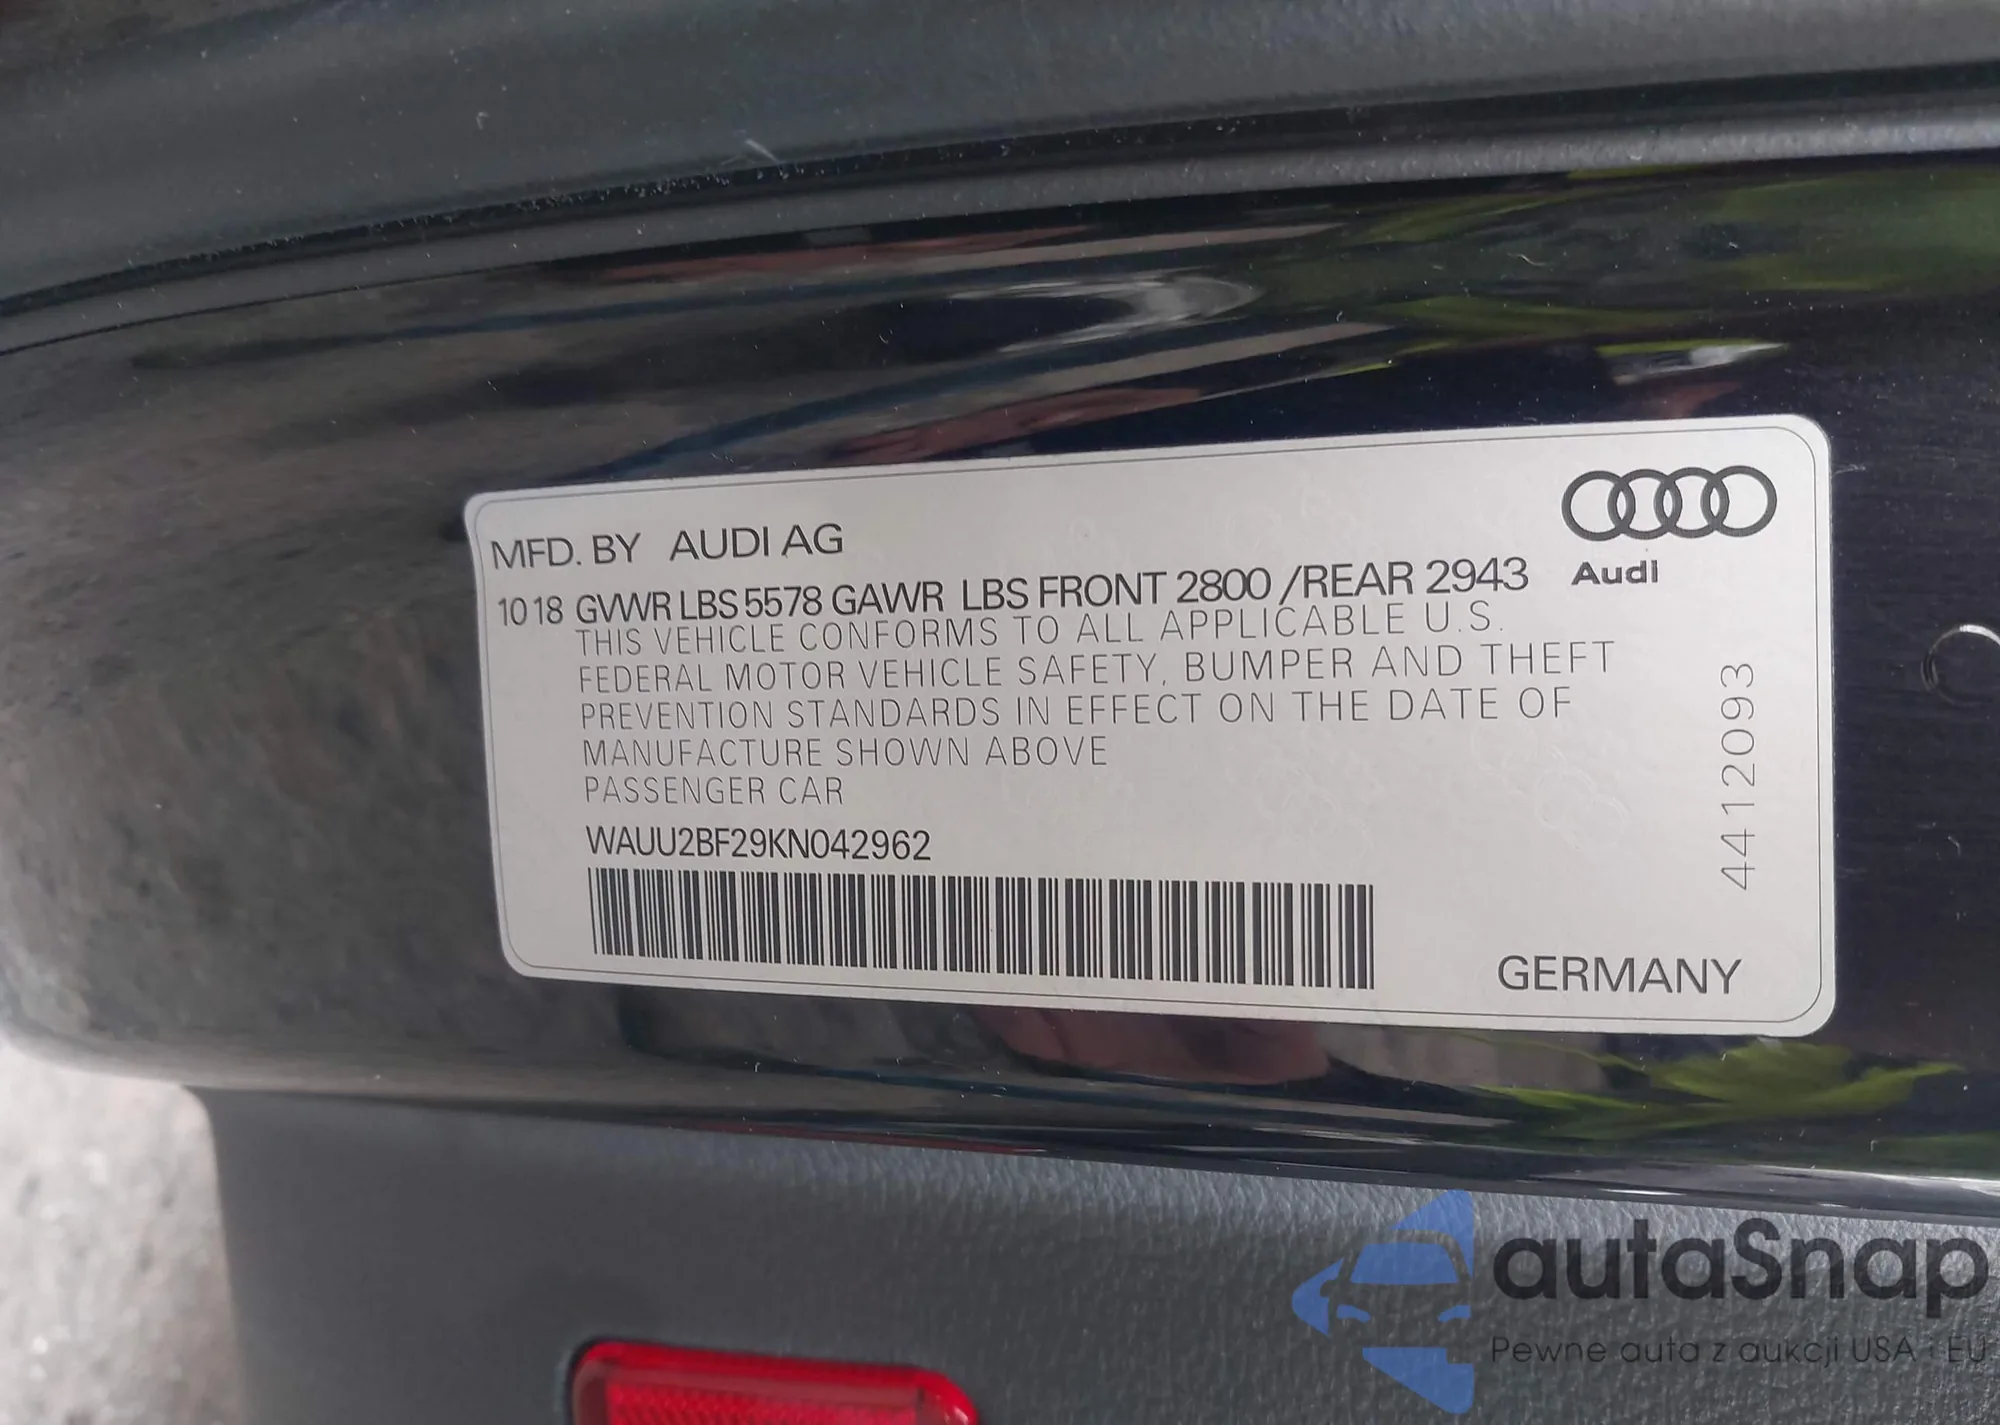 MFD. BY AUDI AG
Audi
1018 GVWR LBS 5578 GAWR LBS FRONT 2800 /REAR 2943
THIS VEHICLE CONFORMS TO ALL APPLICABLE U.S.
FEDERAL MOTOR VEHICLE SAFETY, BUMPER AND THEFT
PREVENTION STANDARDS IN EFFECT ON THE DATE OF
MANUFACTURE SHOWN ABOVE
PASSENGER CAR
WAUU2BF29KN042962
4412093
GERMANY
autaSnap
Pewne auta z aukcji USA i EU